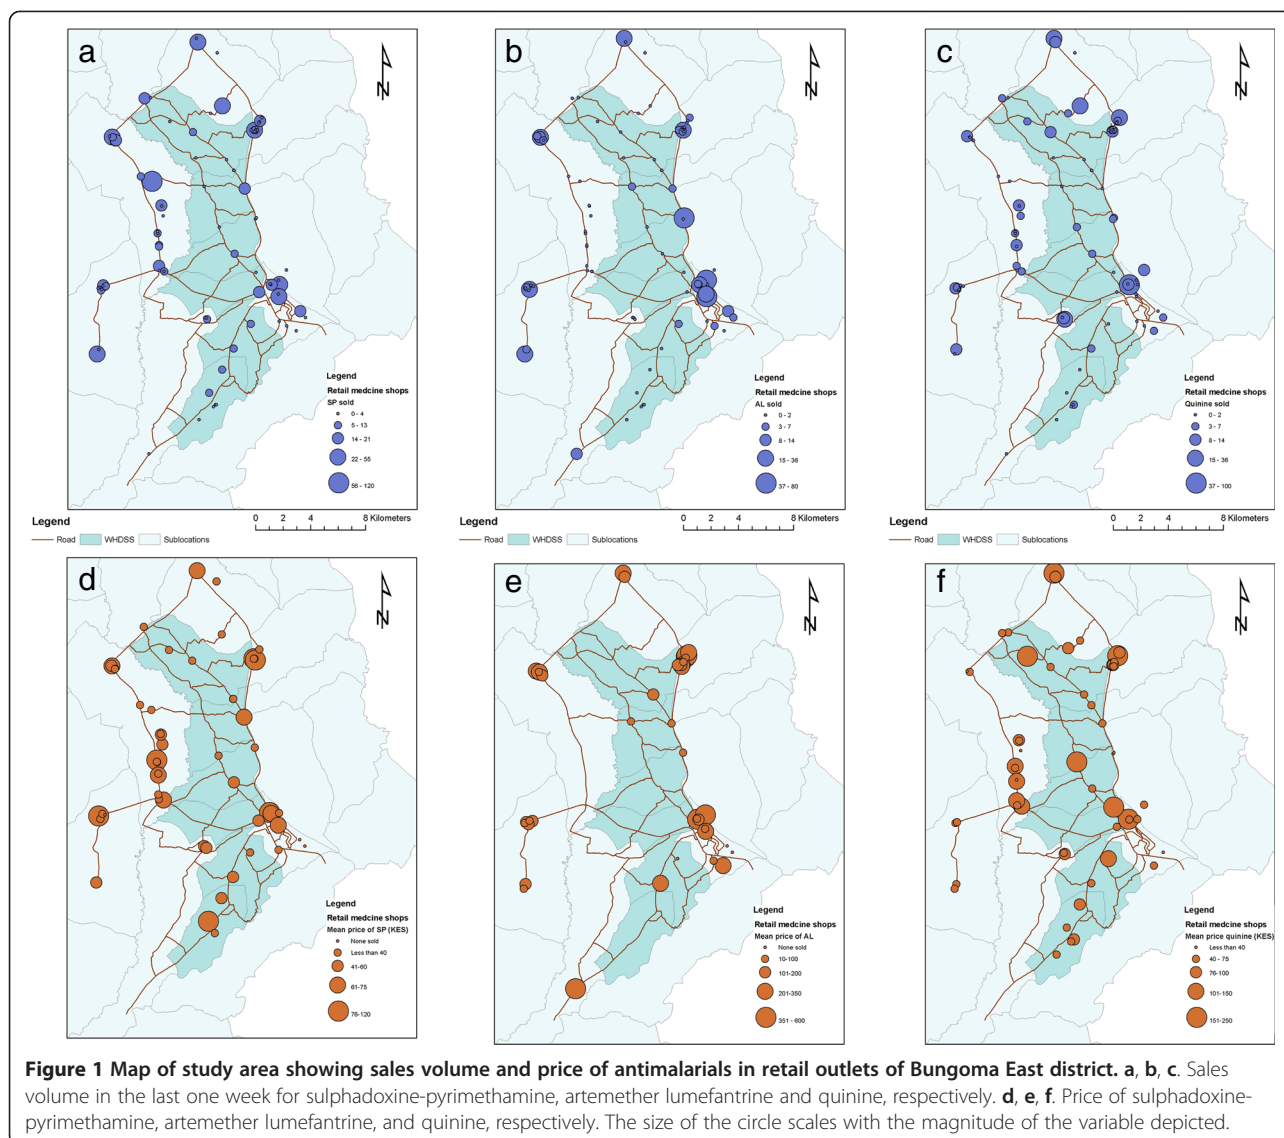 a
N
Legend
Retail medcine shops
SP sold
0 - 4
5 - 13
14 - 21
22 - 55
56 - 120
Legend
0 2 4 8 Kilometers
Road WHDSS Sublocations
b
N
Legend
Retail medcine shops
AL sold
0 - 2
3 - 7
8 - 14
15 - 36
37 - 80
Legend
0 2 4 8 Kilometers
Road WHDSS Sublocations
c
N
Legend
Retail medcine shops
Quinine sold
0 - 2
3 - 7
8 - 14
15 - 36
37 - 100
Legend
0 2 4 8 Kilometers
Road WHDSS Sublocations
d
N
Legend
Retail medcine shops
Mean price of SP (KES)
None sold
Less than 40
41-60
61-75
76-120
e
N
Legend
Retail medcine shops
Mean price of AL
None sold
10-100
101-200
201-350
351 - 600
f
N
Legend
Retail medcine shops
Mean price quinine (KES)
Less than 40
40 - 75
76-100
101-150
151-250
Figure 1 Map of study area showing sales volume and price of antimalarials in retail outlets of Bungoma East district. a, b, c. Sales
volume in the last one week for sulphadoxine-pyrimethamine, artemether lumefantrine and quinine, respectively. d, e, f. Price of sulphadoxine-
pyrimethamine, artemether lumefantrine, and quinine, respectively. The size of the circle scales with the magnitude of the variable depicted.